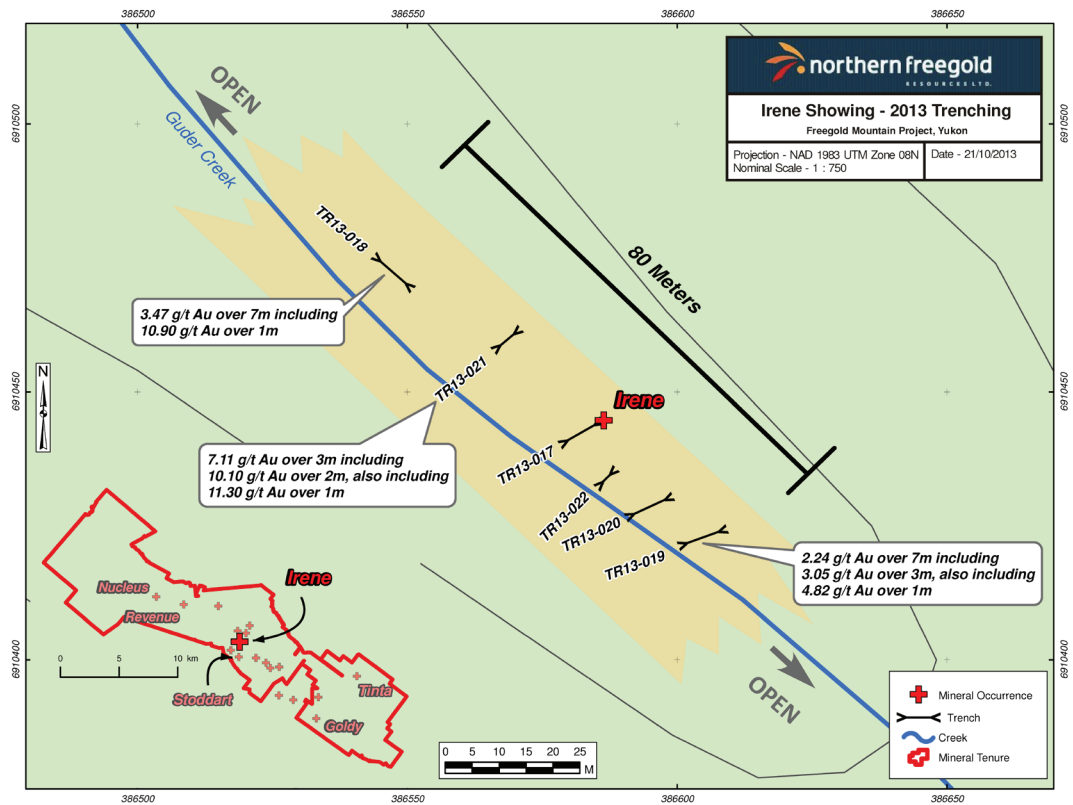 386500
386550
386600
386650
northern freegold
RESOURCES LTD.
Irene Showing - 2013 Trenching
Freegold Mountain Project, Yukon
Projection - NAD 1983 UTM Zone 08N
Nominal Scale - 1 : 750
Date - 21/10/2013
6910500
6910500
OPEN
Guder Creek
TR13-018
80 Meters
3.47 g/t Au over 7m including
10.90 g/t Au over 1m
TR13-021
6910450
6910450
N
Irene
TR13-017
7.11 g/t Au over 3m including
10.10 g/t Au over 2m, also including
11.30 g/t Au over 1m
TR13-022
TR13-020
TR13-019
2.24 g/t Au over 7m including
3.05 g/t Au over 3m, also including
4.82 g/t Au over 1m
Nucleus
Irene
Revenue
0 5 10 km
Stoddart
Tinta
Goldy
6910400
6910400
OPEN
Mineral Occurrence
Trench
Creek
Mineral Tenure
0 5 10 15 20 25
M
386500
386550
386600
386650